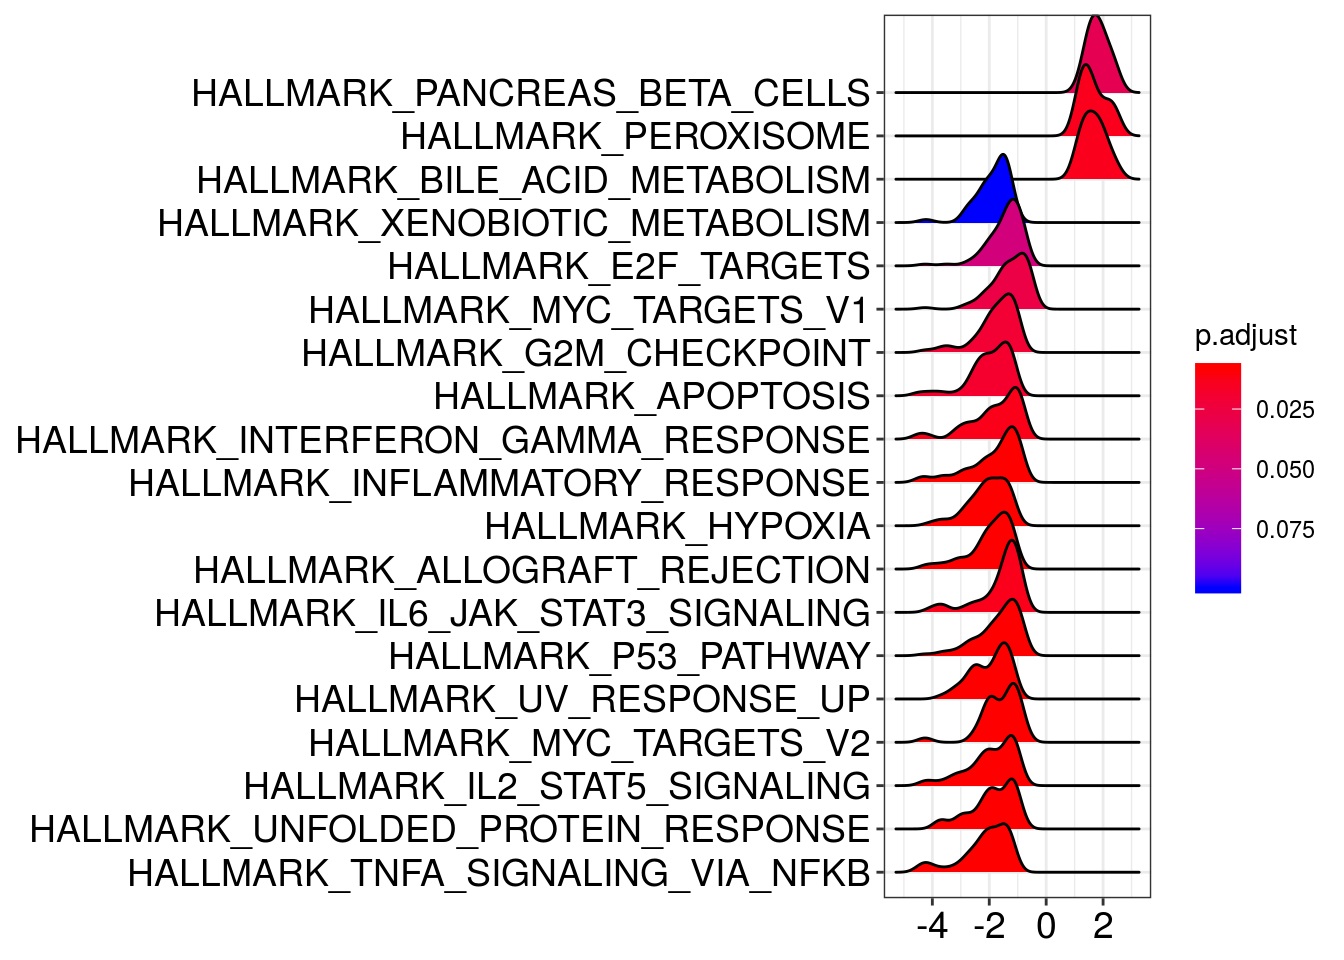 HALLMARK_PANCREAS_BETA_CELLS
HALLMARK_PEROXISOME
HALLMARK_BILE_ACID_METABOLISM
HALLMARK_XENOBIOTIC_METABOLISM
HALLMARK_E2F_TARGETS
HALLMARK_MYC_TARGETS_V1
HALLMARK_G2M_CHECKPOINT
HALLMARK_APOPTOSIS
HALLMARK_INTERFERON_GAMMA_RESPONSE
HALLMARK_INFLAMMATORY_RESPONSE
HALLMARK_HYPOXIA
HALLMARK_ALLOGRAFT_REJECTION
HALLMARK_IL6_JAK_STAT3_SIGNALING
HALLMARK_P53_PATHWAY
HALLMARK_UV_RESPONSE_UP
HALLMARK_MYC_TARGETS_V2
HALLMARK_IL2_STAT5_SIGNALING
HALLMARK_UNFOLDED_PROTEIN_RESPONSE
HALLMARK_TNFA_SIGNALING_VIA_NFKB
-4 -2 0 2
p.adjust
0.025
0.050
0.075